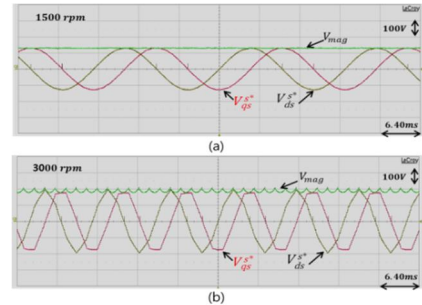 LeCroy
1500 rpm
V_mag
100V
V_qs^s*
V_ds^s*
6.40ms
(a)
LeCroy
3000 rpm
V_mag
100V
V_qs^s*
V_ds^s*
6.40ms
(b)